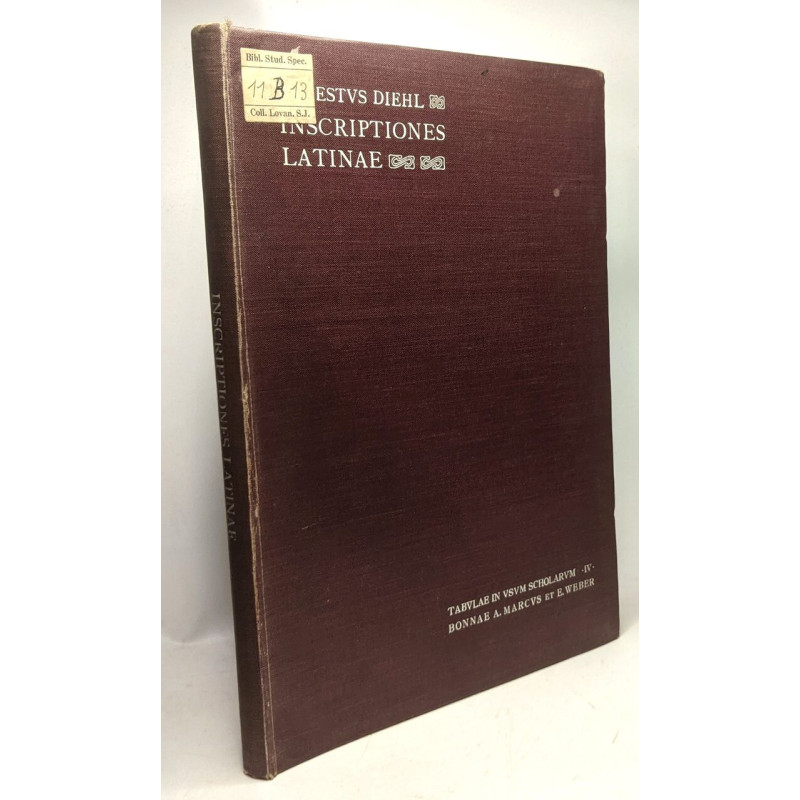 Bibl. Stud. Spec.
11 B 13
Coll. Lovan. S.J.
ESTVS DIEHL
INSCRIPTIONES
LATINAE
INSCRIPTIONES LATINAE
TABVLAE IN VSVM SCHOLARVM ·IV·
BONNAE A. MARCVS ET E. WEBER